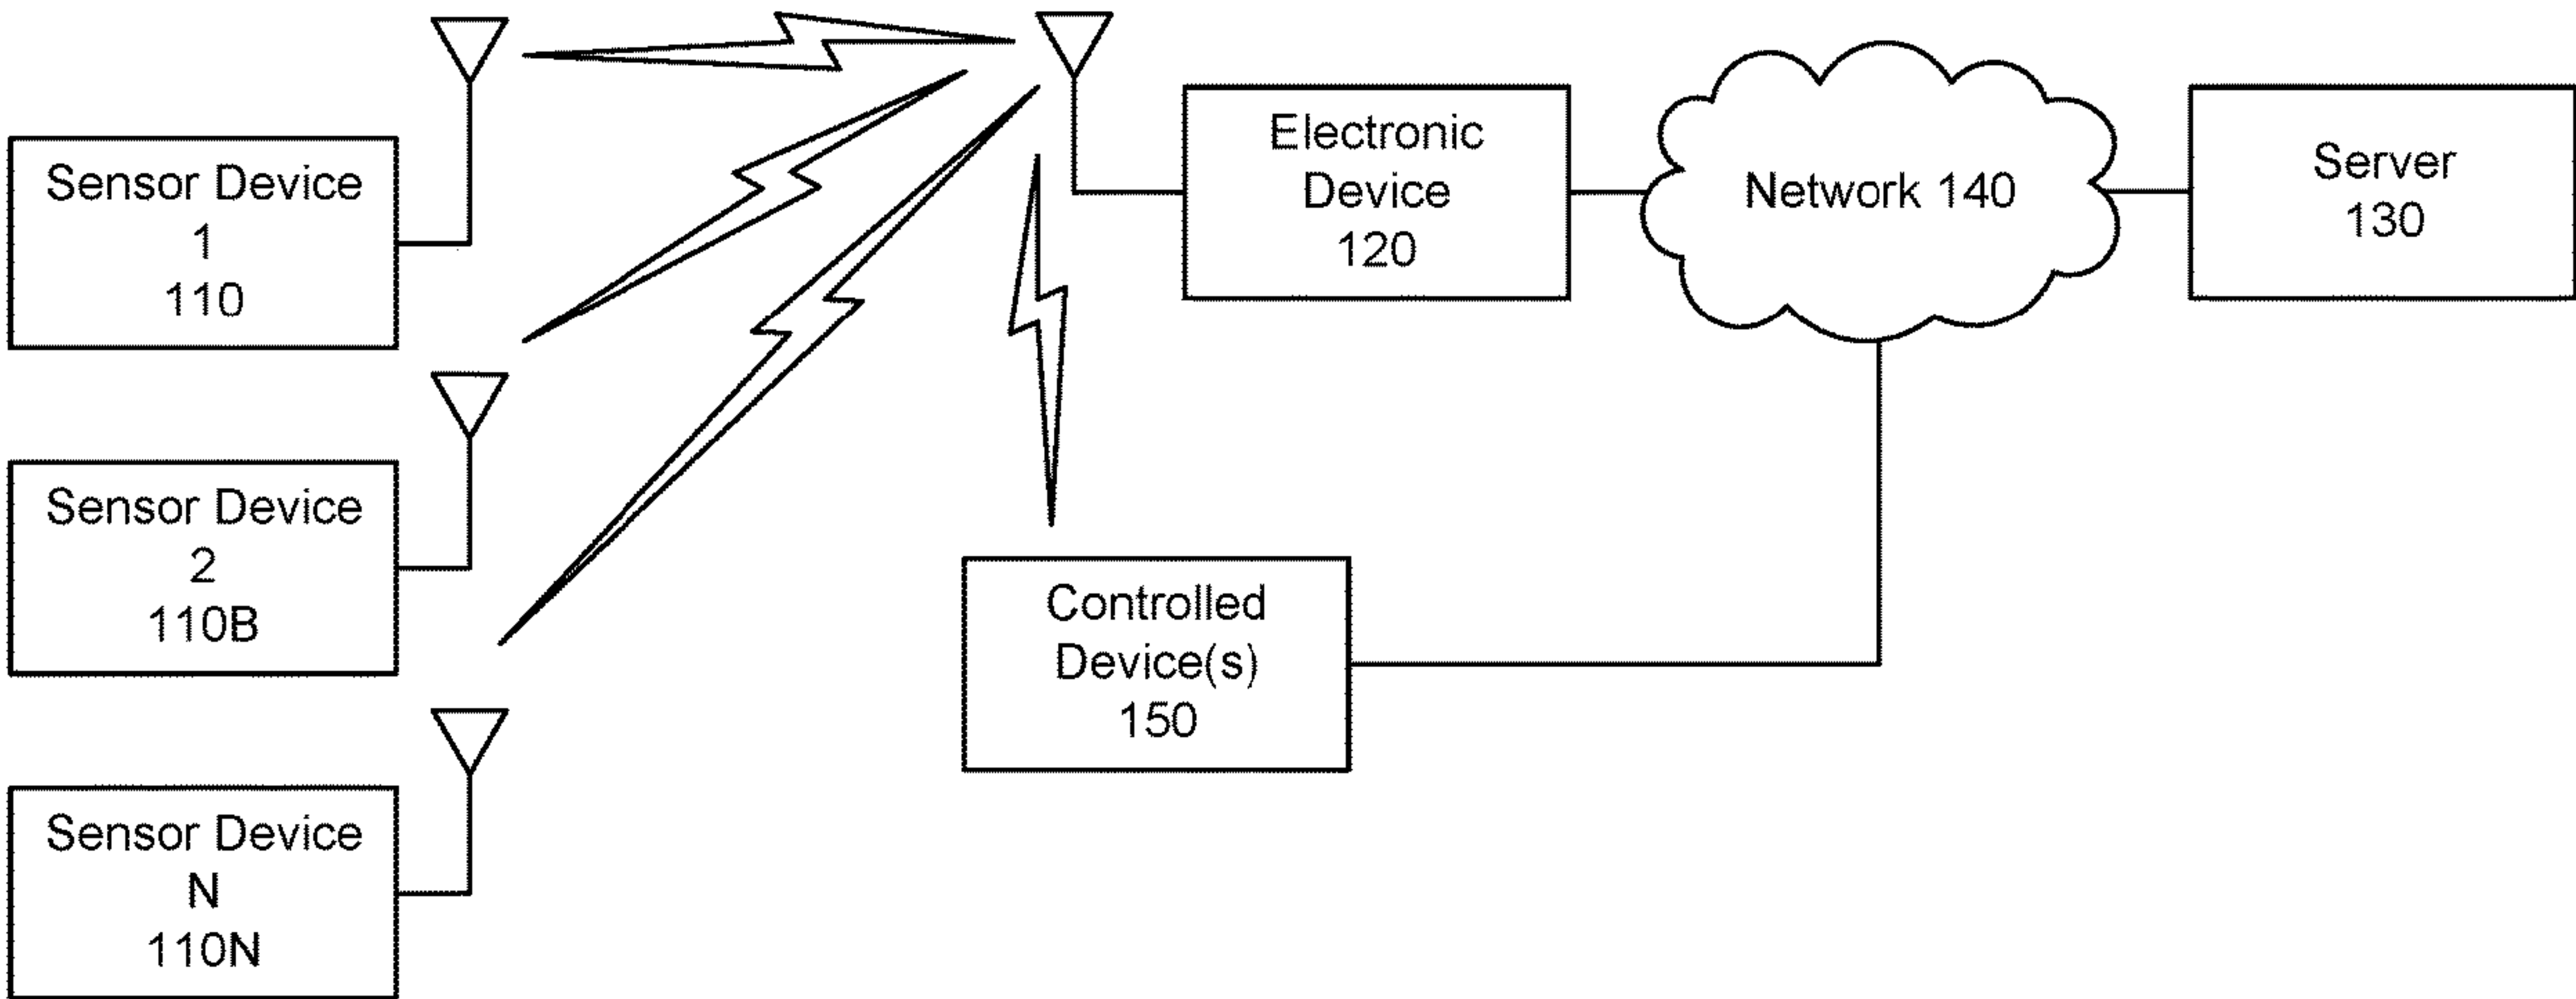 Sensor Device
1
110
Sensor Device
2
110B
Sensor Device
N
110N
Electronic
Device
120
Network 140
Server
130
Controlled
Device(s)
150